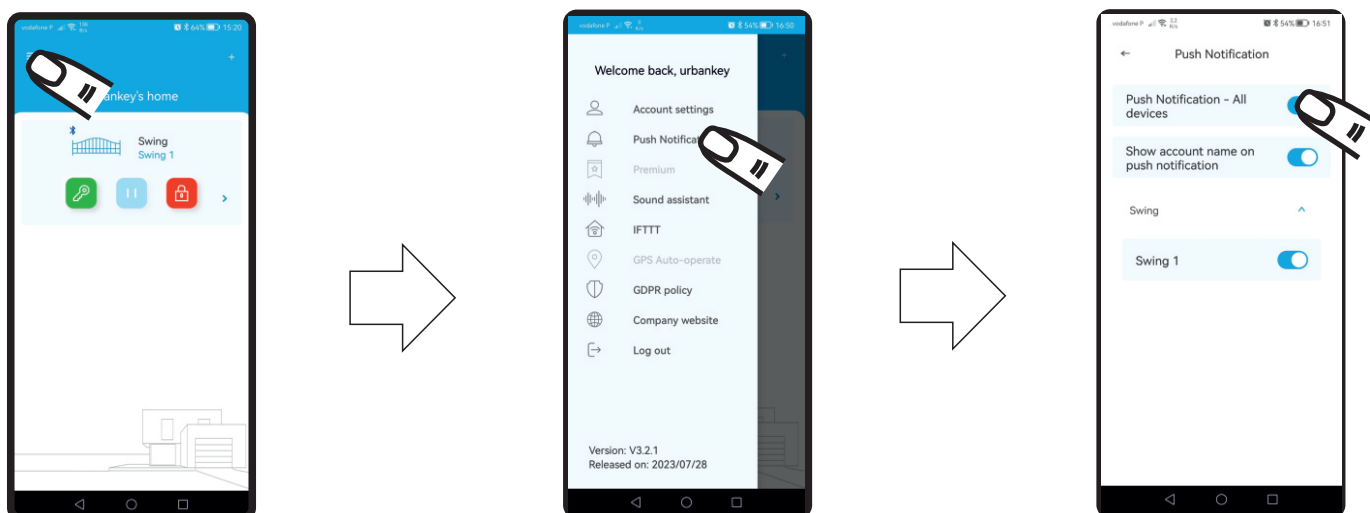 vodafone P 64% 15:20
+
ankey's home
Swing
Swing 1
vodafone P 54% 16:50
+
Welcome back, urbankey
Account settings
Push Notificat
Premium
Sound assistant
IFTTT
GPS Auto-operate
GDPR policy
Company website
Log out
Version: V3.2.1
Released on: 2023/07/28
vodafone P 2,2 K/s 54% 16:51
Push Notification
Push Notification - All
devices
Show account name on
push notification
Swing
Swing 1